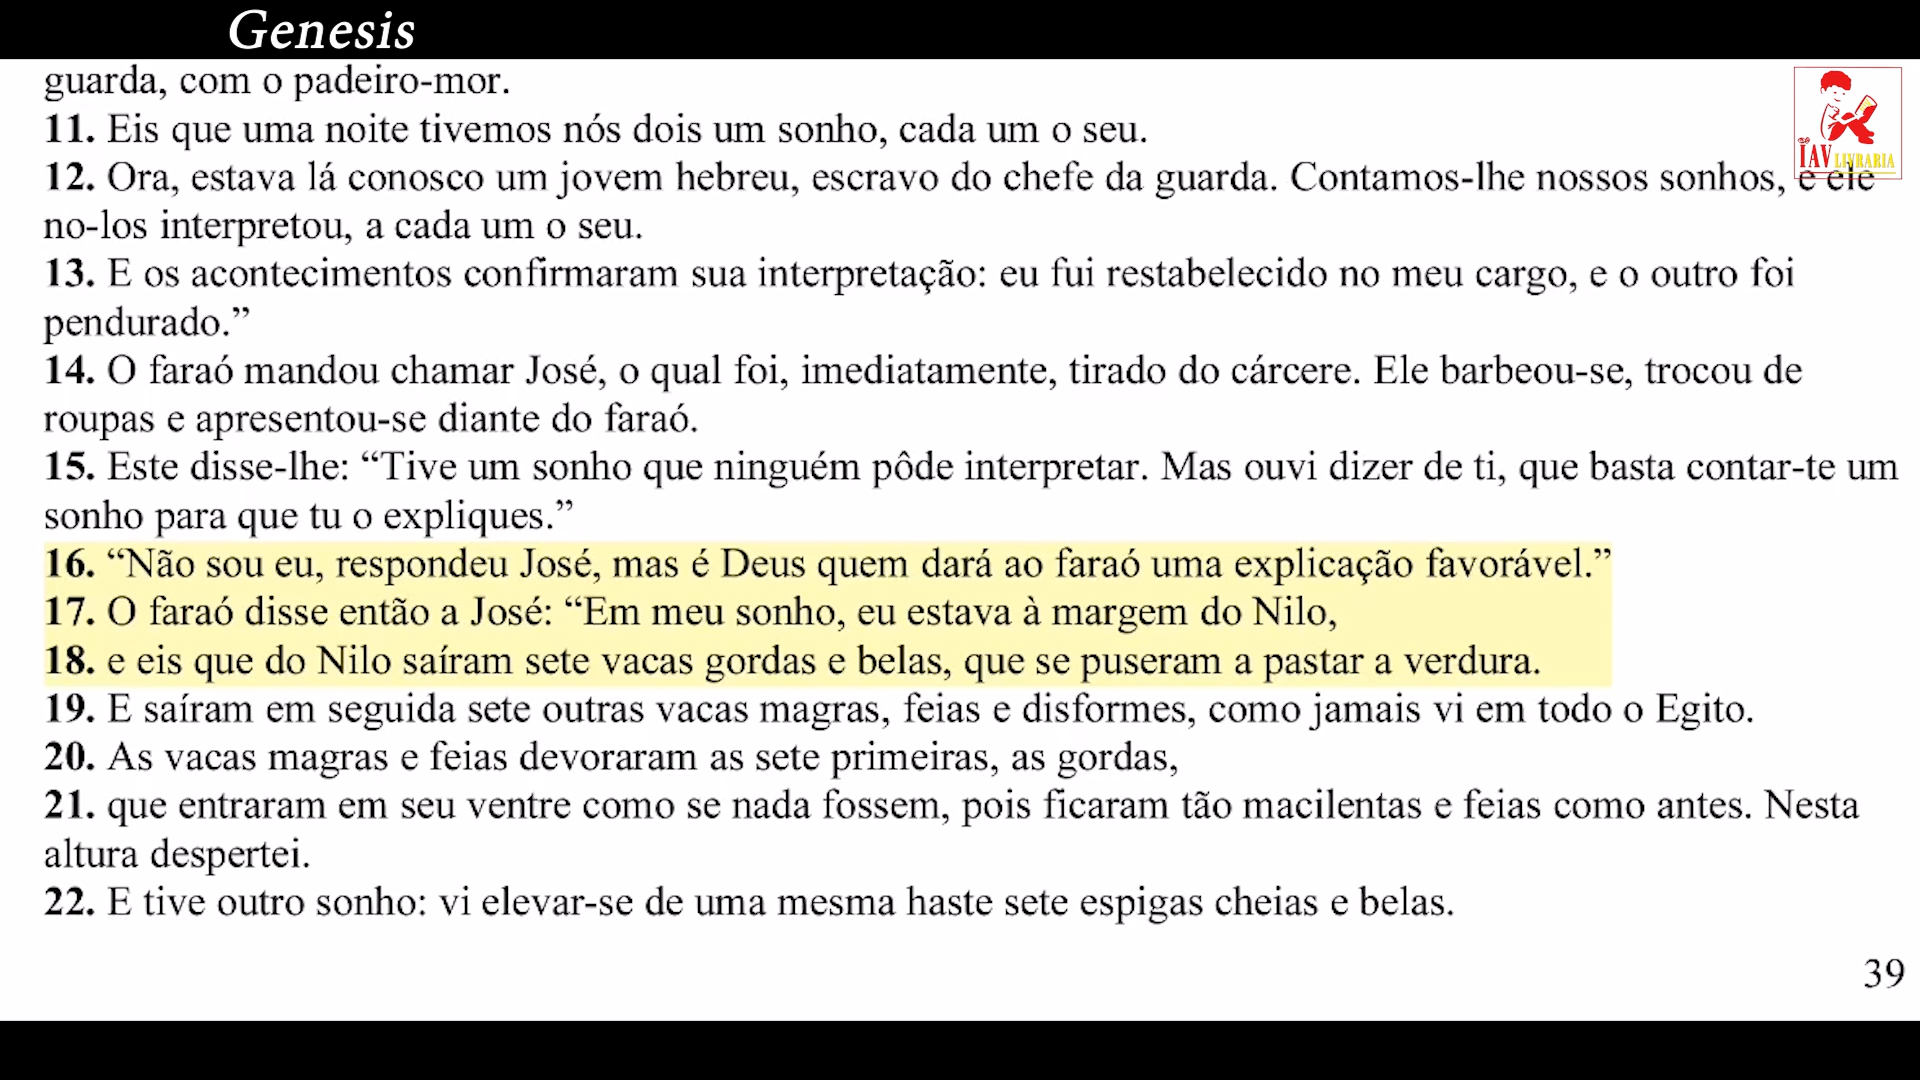 Genesis
guarda, com o padeiro-mor.
11. Eis que uma noite tivemos nós dois um sonho, cada um o seu.
12. Ora, estava lá conosco um jovem hebreu, escravo do chefe da guarda. Contamos-lhe nossos sonhos, e ele
no-los interpretou, a cada um o seu.
13. E os acontecimentos confirmaram sua interpretação: eu fui restabelecido no meu cargo, e o outro foi
pendurado.”
14. O faraó mandou chamar José, o qual foi, imediatamente, tirado do cárcere. Ele barbeou-se, trocou de
roupas e apresentou-se diante do faraó.
15. Este disse-lhe: “Tive um sonho que ninguém pôde interpretar. Mas ouvi dizer de ti, que basta contar-te um
sonho para que tu o expliques.”
16. “Não sou eu, respondeu José, mas é Deus quem dará ao faraó uma explicação favorável.”
17. O faraó disse então a José: “Em meu sonho, eu estava à margem do Nilo,
18. e eis que do Nilo saíram sete vacas gordas e belas, que se puseram a pastar a verdura.
19. E saíram em seguida sete outras vacas magras, feias e disformes, como jamais vi em todo o Egito.
20. As vacas magras e feias devoraram as sete primeiras, as gordas,
21. que entraram em seu ventre como se nada fossem, pois ficaram tão macilentas e feias como antes. Nesta
altura despertei.
22. E tive outro sonho: vi elevar-se de uma mesma haste sete espigas cheias e belas.
39
IAV LIVRARIA